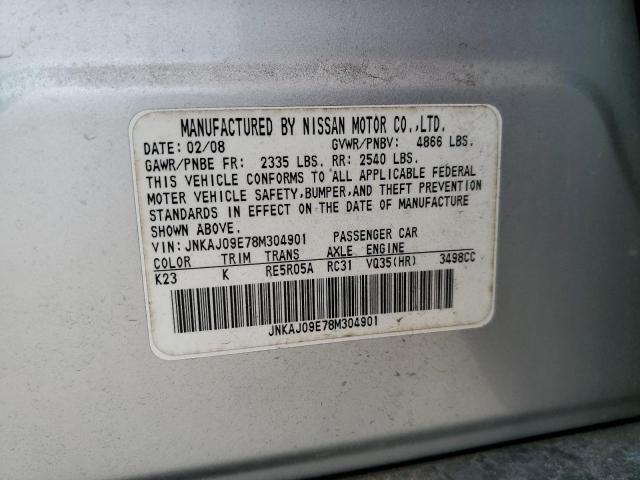 MANUFACTURED BY NISSAN MOTOR CO.,LTD.
DATE: 02/08 GVWR/PNBV: 4866 LBS.
GAWR/PNBE FR: 2335 LBS. RR: 2540 LBS.
THIS VEHICLE CONFORMS TO ALL APPLICABLE FEDERAL
MOTOR VEHICLE SAFETY,BUMPER,AND THEFT PREVENTION
STANDARDS IN EFFECT ON THE DATE OF MANUFACTURE
SHOWN ABOVE.
VIN: JNKAJ09E78M304901 PASSENGER CAR
COLOR TRIM TRANS AXLE ENGINE
K23 K RE5R05A RC31 VQ35(HR) 3498CC
JNKAJ09E78M304901